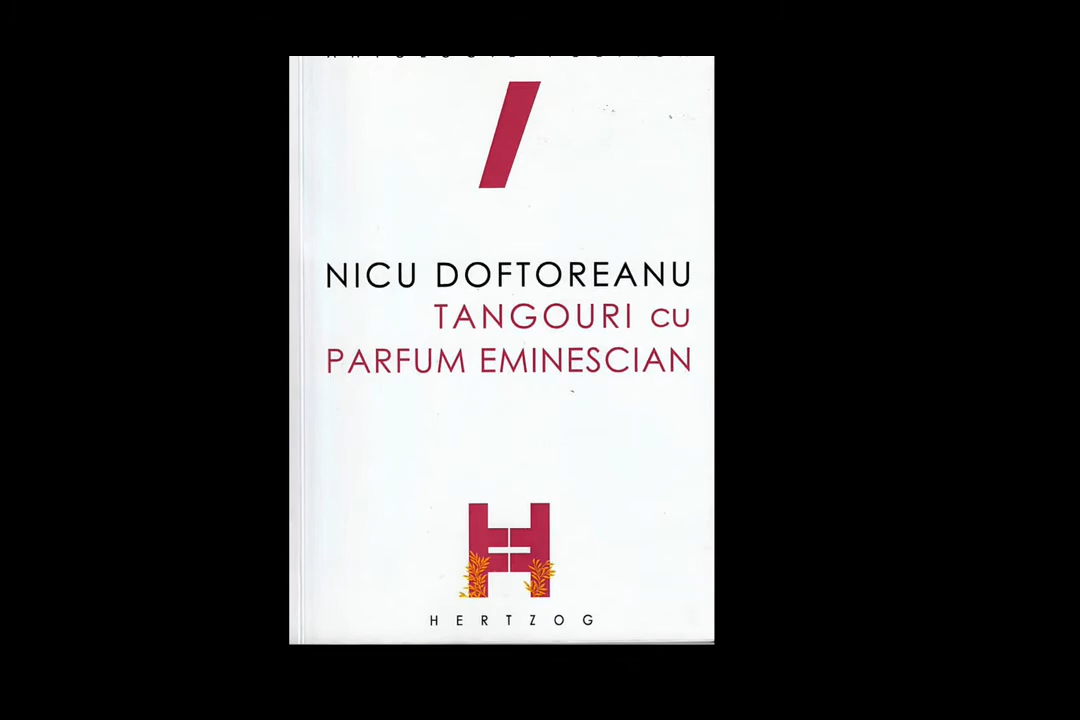 NICU DOFTOREANU
TANGOURI CU
PARFUM EMINESCIAN
HERTZOG